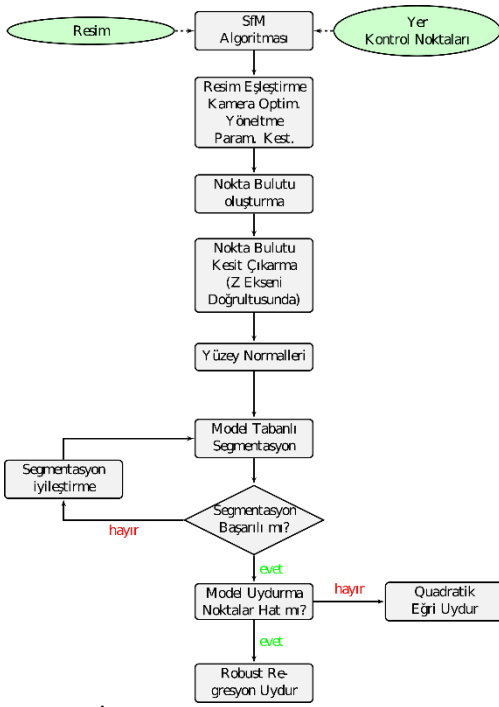 Resim
SfM
Algoritması
Yer
Kontrol Noktaları
Resim Eşleştirme
Kamera Optim.
Yöneltme
Param. Kest.
Nokta Bulutu
oluşturma
Nokta Bulutu
Kesit Çıkarma
(Z Ekseni
Doğrultusunda)
Yüzey Normalleri
Model Tabanlı
Segmentasyon
Segmentasyon
iyileştirme
Segmentasyon
Başarılı mı?
hayır
evet
Model Uydurma
Noktalar Hat mı?
hayır
Quadratik
Eğri Uydur
evet
Robust Re-
gresyon Uydur